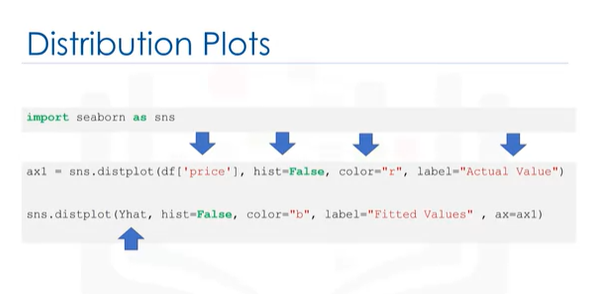 Distribution Plots
import seaborn as sns
ax1 = sns.distplot(df['price'], hist=False, color="r", label="Actual Value")
sns.distplot(Yhat, hist=False, color="b", label="Fitted Values" , ax=ax1)